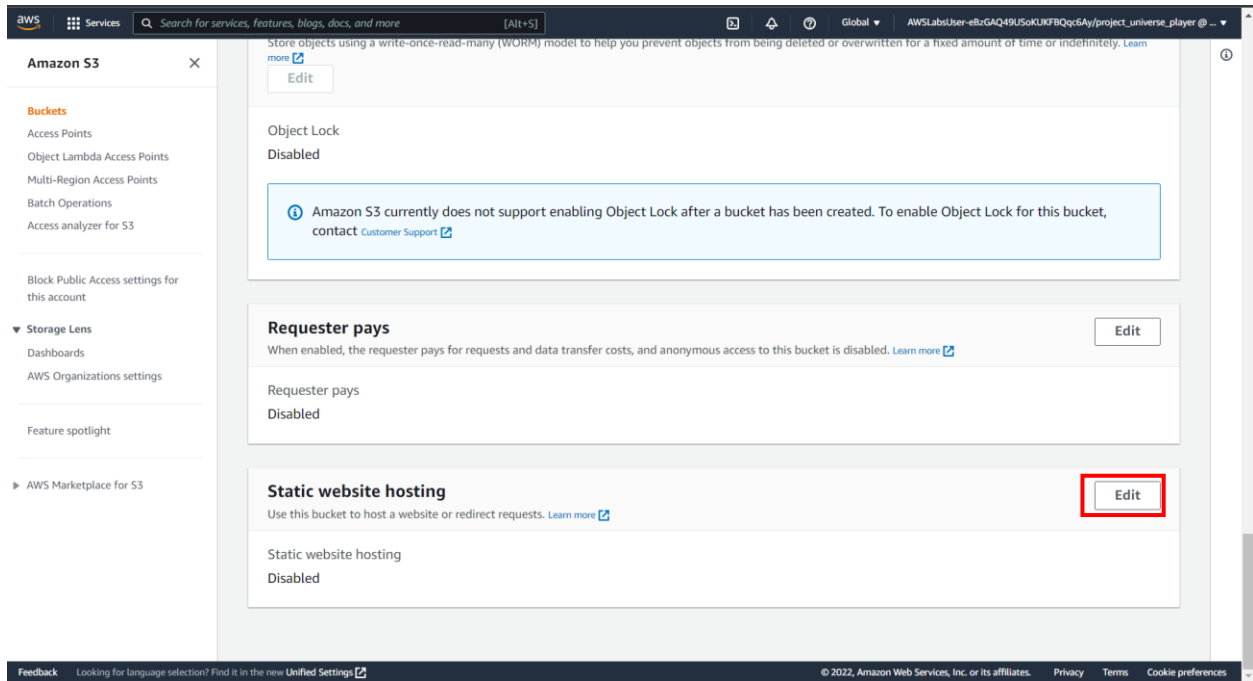 aws
Services
Search for services, features, blogs, docs, and more
[Alt+S]
Global
AWSLabsUser-eBzGAQ49USoKUKFBQqc6Ay/project_universe_player @ ...
Amazon S3
Buckets
Access Points
Object Lambda Access Points
Multi-Region Access Points
Batch Operations
Access analyzer for S3
Block Public Access settings for
this account
Storage Lens
Dashboards
AWS Organizations settings
Feature spotlight
AWS Marketplace for S3
Store objects using a write-once-read-many (WORM) model to help you prevent objects from being deleted or overwritten for a fixed amount of time or indefinitely. Learn
more
Edit
Object Lock
Disabled
Amazon S3 currently does not support enabling Object Lock after a bucket has been created. To enable Object Lock for this bucket,
contact Customer Support
Requester pays
Edit
When enabled, the requester pays for requests and data transfer costs, and anonymous access to this bucket is disabled. Learn more
Requester pays
Disabled
Static website hosting
Edit
Use this bucket to host a website or redirect requests. Learn more
Static website hosting
Disabled
Feedback
Looking for language selection? Find it in the new Unified Settings
© 2022, Amazon Web Services, Inc. or its affiliates.
Privacy
Terms
Cookie preferences